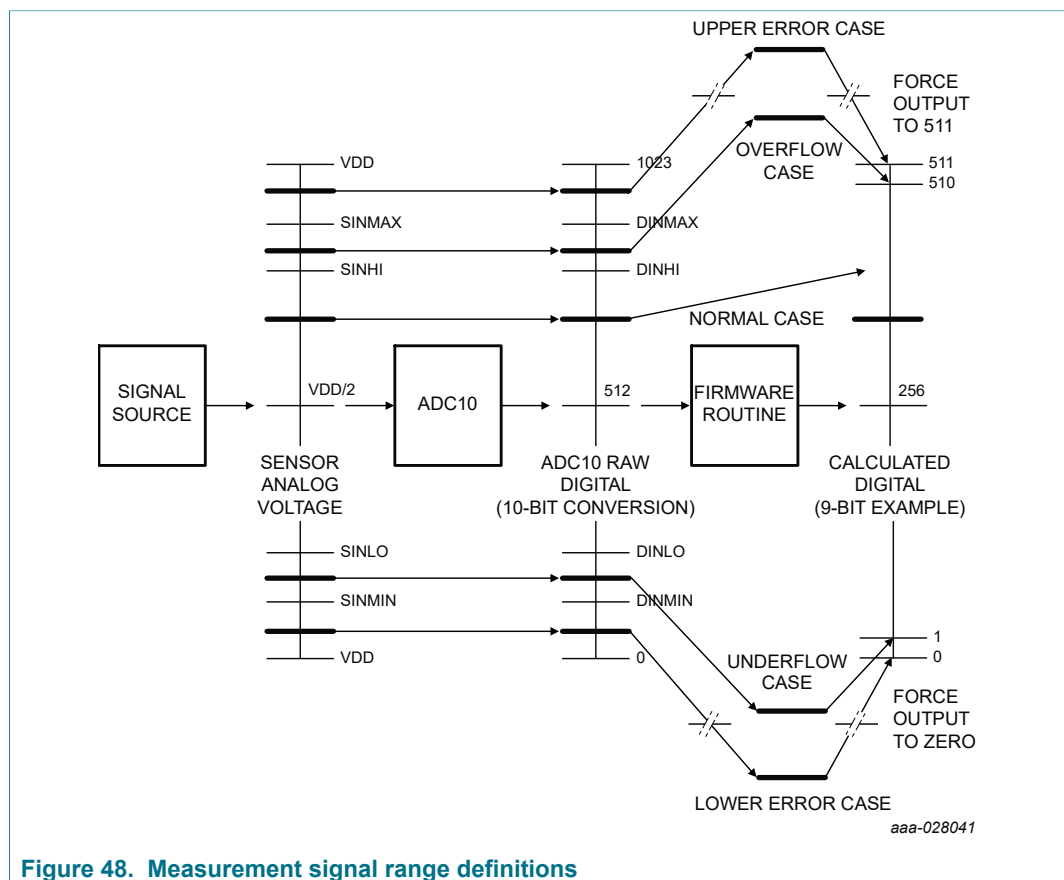 UPPER ERROR CASE
FORCE
OUTPUT
TO 511
OVERFLOW
CASE
VDD
1023
511
510
SINMAX
DINMAX
SINHI
DINHI
NORMAL CASE
SIGNAL
SOURCE
VDD/2
ADC10
512
FIRMWARE
ROUTINE
256
SENSOR
ANALOG
VOLTAGE
ADC10 RAW
DIGITAL
(10-BIT CONVERSION)
CALCULATED
DIGITAL
(9-BIT EXAMPLE)
SINLO
DINLO
SINMIN
DINMIN
1
VDD
0
0
UNDERFLOW
CASE
FORCE
OUTPUT
TO ZERO
LOWER ERROR CASE
aaa-028041
Figure 48. Measurement signal range definitions